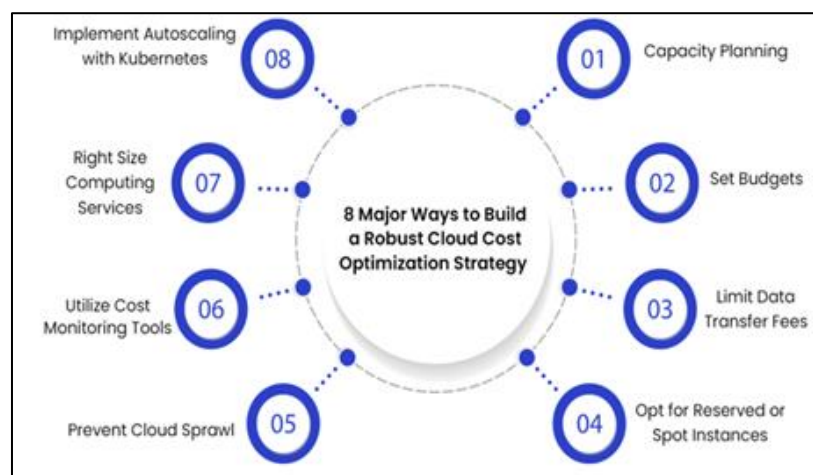 8 Major Ways to Build
a Robust Cloud Cost
Optimization Strategy
01
Capacity Planning
02
Set Budgets
03
Limit Data
Transfer Fees
04
Opt for Reserved or
Spot Instances
05
Prevent Cloud Sprawl
06
Utilize Cost
Monitoring Tools
07
Right Size
Computing
Services
08
Implement Autoscaling
with Kubernetes